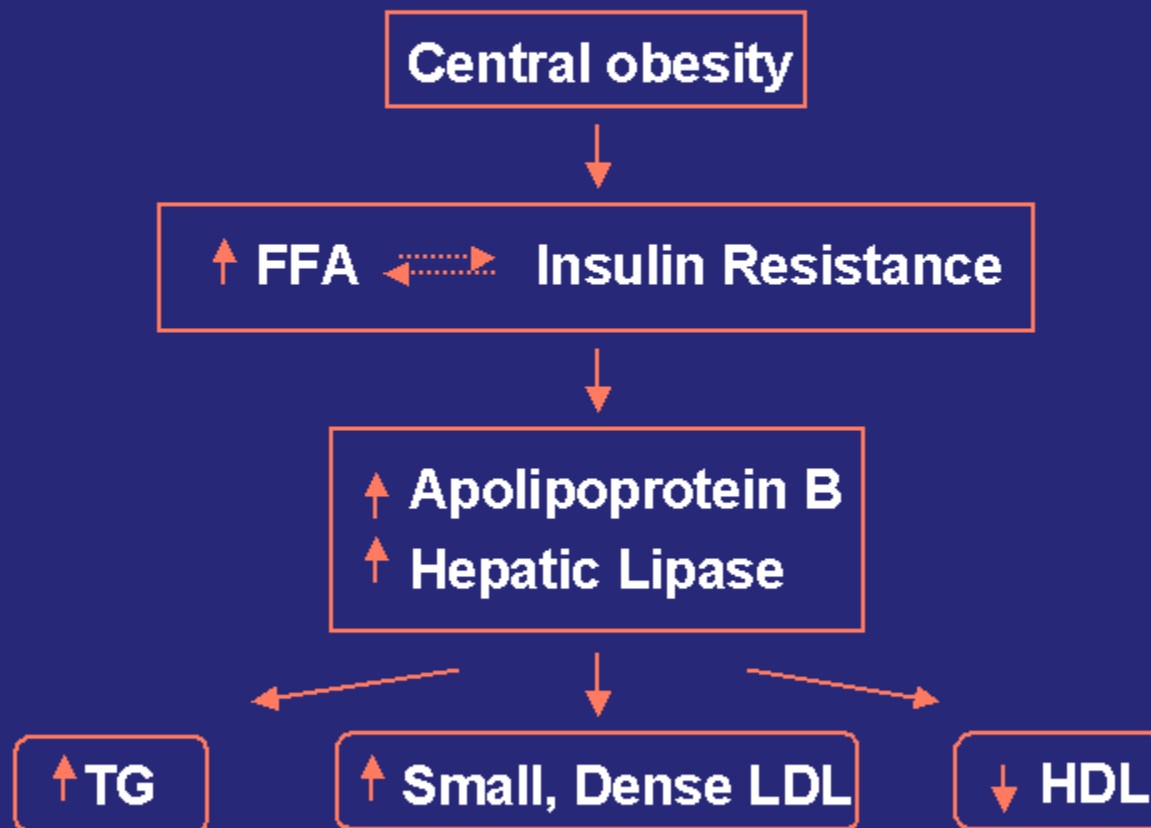 Central obesity
↑ FFA Insulin Resistance
↑ Apolipoprotein B
↑ Hepatic Lipase
↑ TG
↑ Small, Dense LDL
↓ HDL